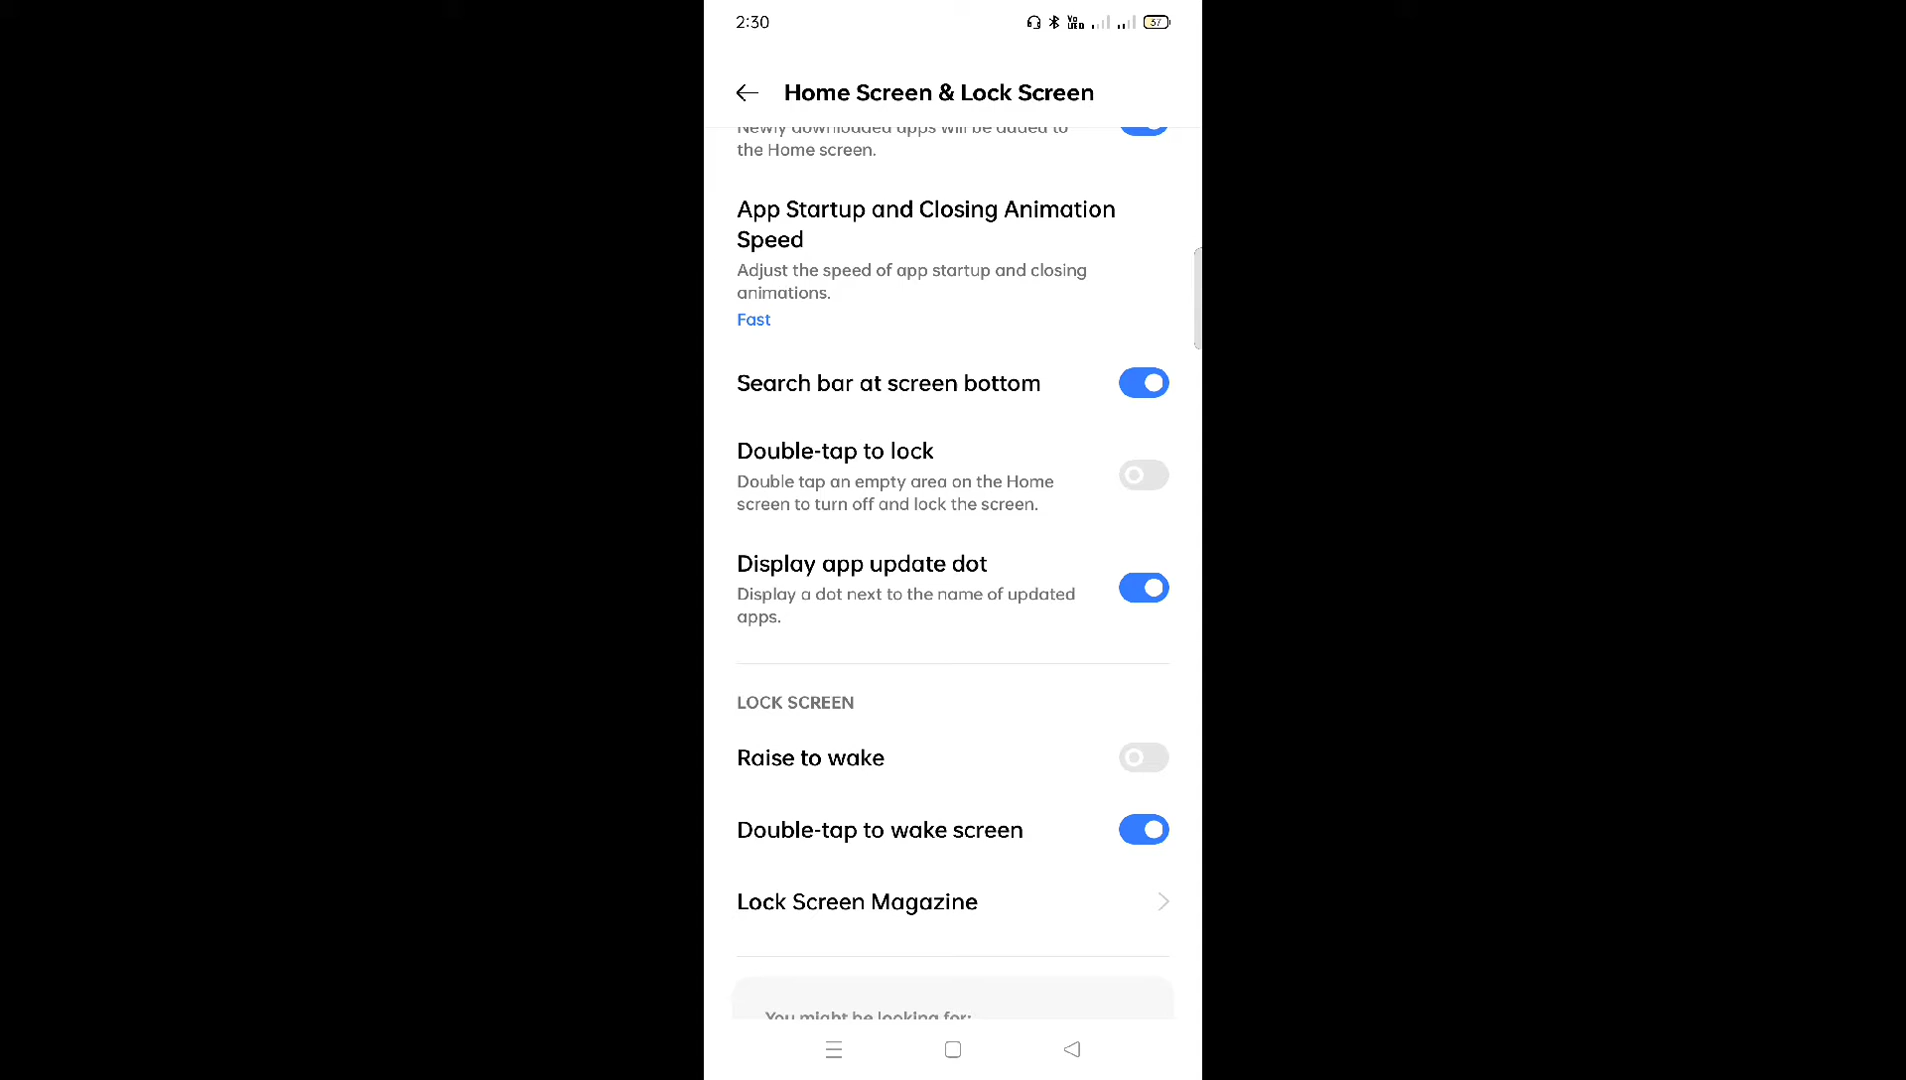 2:30
Vo
LTED
37
Home Screen & Lock Screen
Newly downloaded apps will be added to
the Home screen.
App Startup and Closing Animation
Speed
Adjust the speed of app startup and closing
animations.
Fast
Search bar at screen bottom
Double-tap to lock
Double tap an empty area on the Home
screen to turn off and lock the screen.
Display app update dot
Display a dot next to the name of updated
apps.
LOCK SCREEN
Raise to wake
Double-tap to wake screen
Lock Screen Magazine
You might be looking for: